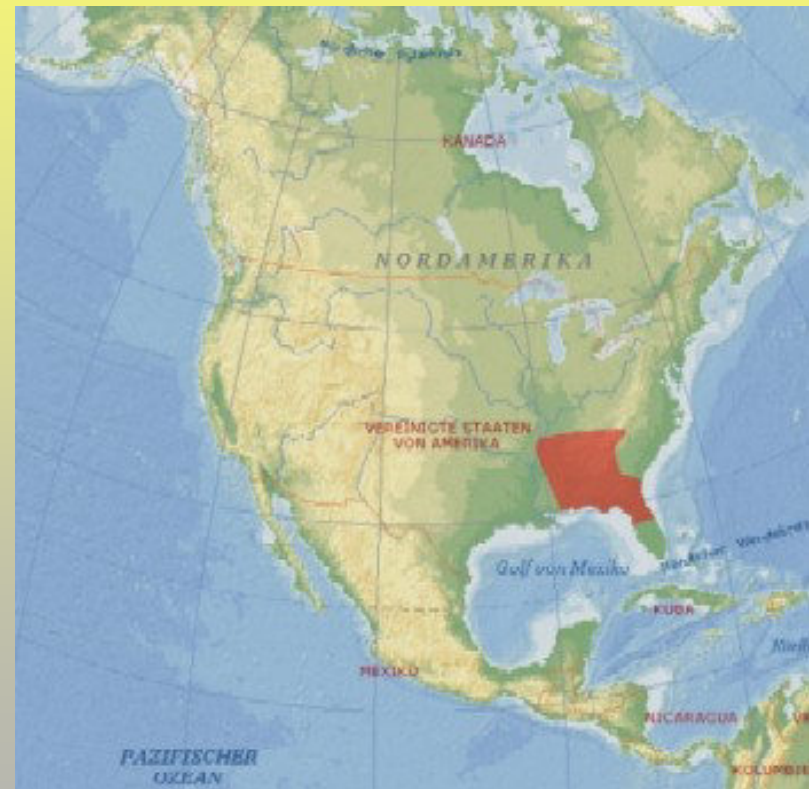 KANADA
NORDAMERIKA
VEREINIGTE STAATEN
VON AMERIKA
Golf von Mexiko
KUBA
MEXIKO
NICARAGUA
PAZIFISCHER
OZEAN